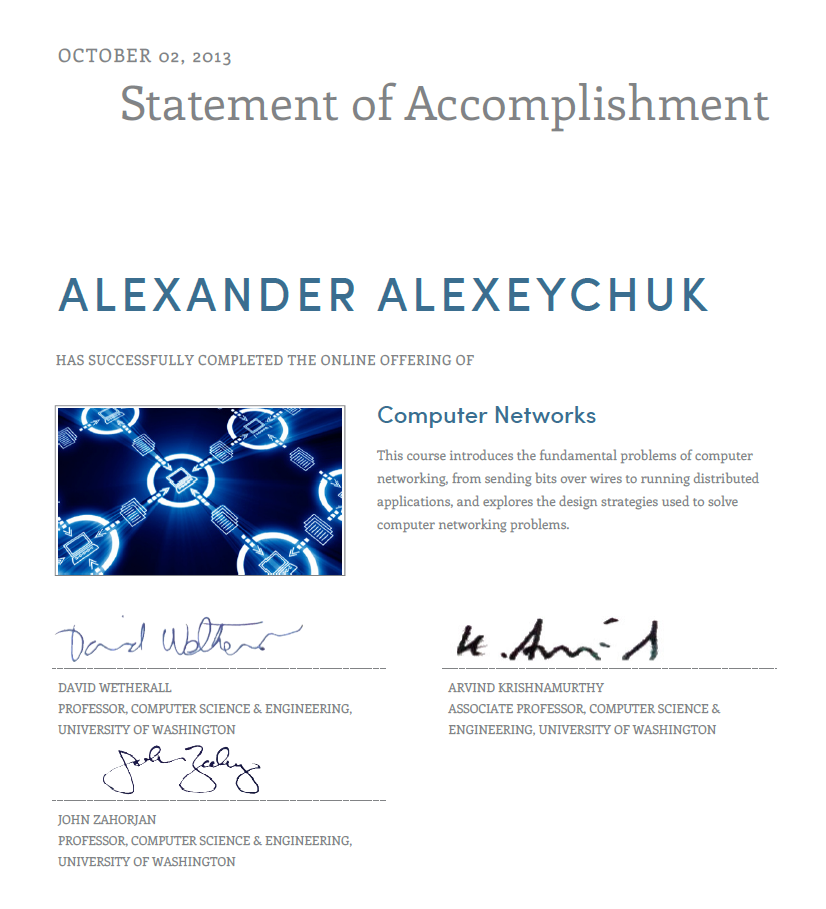 OCTOBER 02, 2013
Statement of Accomplishment
ALEXANDER ALEXEYCHUK
HAS SUCCESSFULLY COMPLETED THE ONLINE OFFERING OF
Computer Networks
This course introduces the fundamental problems of computer
networking, from sending bits over wires to running distributed
applications, and explores the design strategies used to solve
computer networking problems.
David Wetherall
DAVID WETHERALL
PROFESSOR, COMPUTER SCIENCE & ENGINEERING,
UNIVERSITY OF WASHINGTON
K. Arvind
ARVIND KRISHNAMURTHY
ASSOCIATE PROFESSOR, COMPUTER SCIENCE &
ENGINEERING, UNIVERSITY OF WASHINGTON
John Zahorjan
JOHN ZAHORJAN
PROFESSOR, COMPUTER SCIENCE & ENGINEERING,
UNIVERSITY OF WASHINGTON